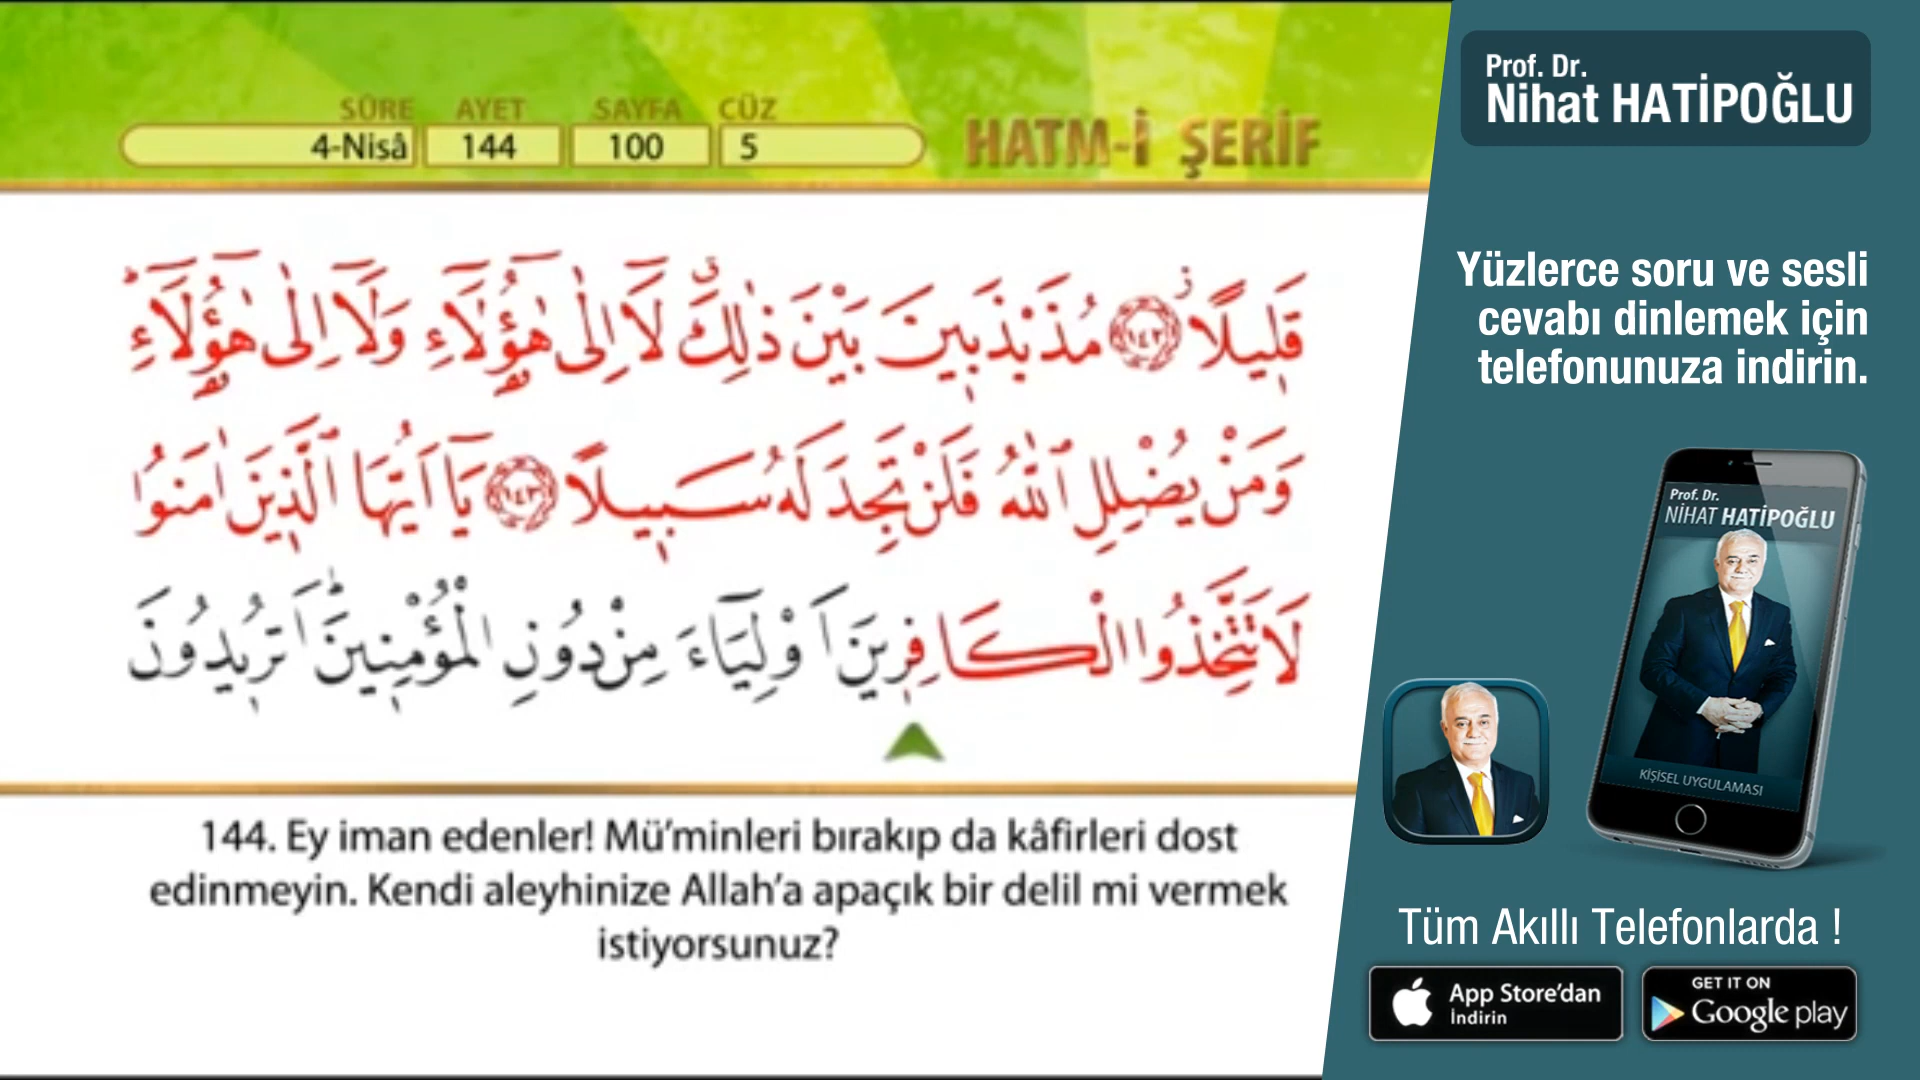 SÛRE AYET SAYFA CÜZ
4-Nisâ 144 100 5
HATM-İ ŞERİF
قَلٖيلًاۘ ﴿١٤٢﴾ مُذَبْذَبٖينَ بَيْنَ ذٰلِكَۗ لَٓا اِلٰى هٰٓؤُ۬لَٓاءِ وَلَٓا اِلٰى هٰٓؤُ۬لَٓاءِؕ
وَمَنْ يُضْلِلِ اللّٰهُ فَلَنْ تَجِدَ لَهُ سَبٖيلًا ﴿١٤٣﴾ يَٓا اَيُّهَا الَّذٖينَ اٰمَنُوا
لَا تَتَّخِذُوا الْكَافِرٖينَ اَوْلِيَٓاءَ مِنْ دُونِ الْمُؤْمِنٖينَؕ اَتُرٖيدُونَ
144. Ey iman edenler! Mü’minleri bırakıp da kâfirleri dost
edinmeyin. Kendi aleyhinize Allah’a apaçık bir delil mi vermek
istiyorsunuz?
Prof. Dr.
Nihat HATİPOĞLU
Yüzlerce soru ve sesli
cevabı dinlemek için
telefonunuza indirin.
Prof. Dr.
NİHAT HATİPOĞLU
KİŞİSEL UYGULAMASI
Tüm Akıllı Telefonlarda !
App Store’dan
İndirin
GET IT ON
Google play